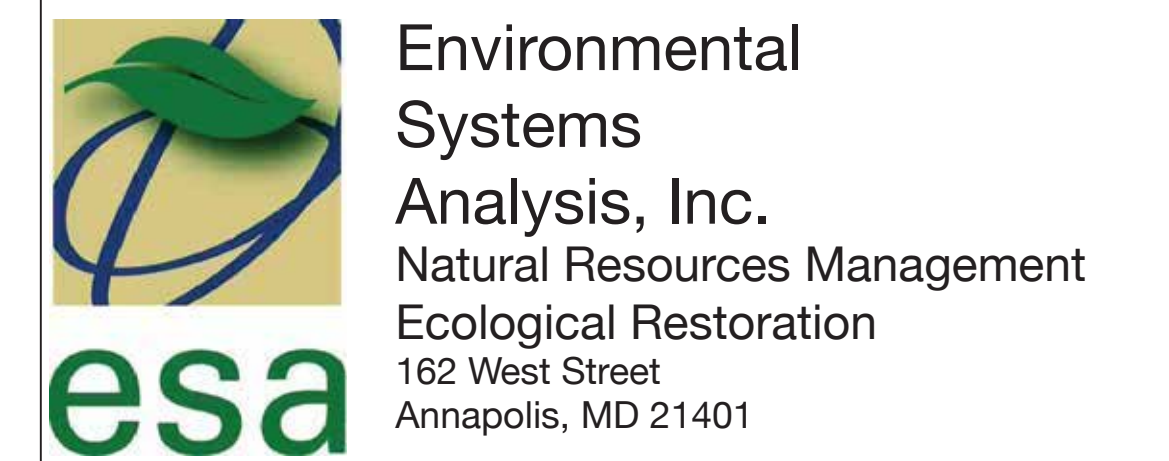 Environmental
Systems
Analysis, Inc.
Natural Resources Management
Ecological Restoration
162 West Street
Annapolis, MD 21401
esa